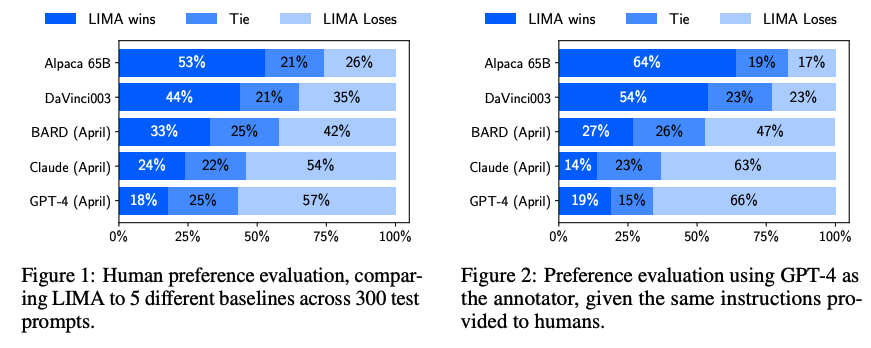 LIMA wins Tie LIMA Loses
Alpaca 65B 53% 21% 26%
DaVinci003 44% 21% 35%
BARD (April) 33% 25% 42%
Claude (April) 24% 22% 54%
GPT-4 (April) 18% 25% 57%
0% 25% 50% 75% 100%
Figure 1: Human preference evaluation, compar-
ing LIMA to 5 different baselines across 300 test
prompts.
LIMA wins Tie LIMA Loses
Alpaca 65B 64% 19% 17%
DaVinci003 54% 23% 23%
BARD (April) 27% 26% 47%
Claude (April) 14% 23% 63%
GPT-4 (April) 19% 15% 66%
0% 25% 50% 75% 100%
Figure 2: Preference evaluation using GPT-4 as
the annotator, given the same instructions pro-
vided to humans.